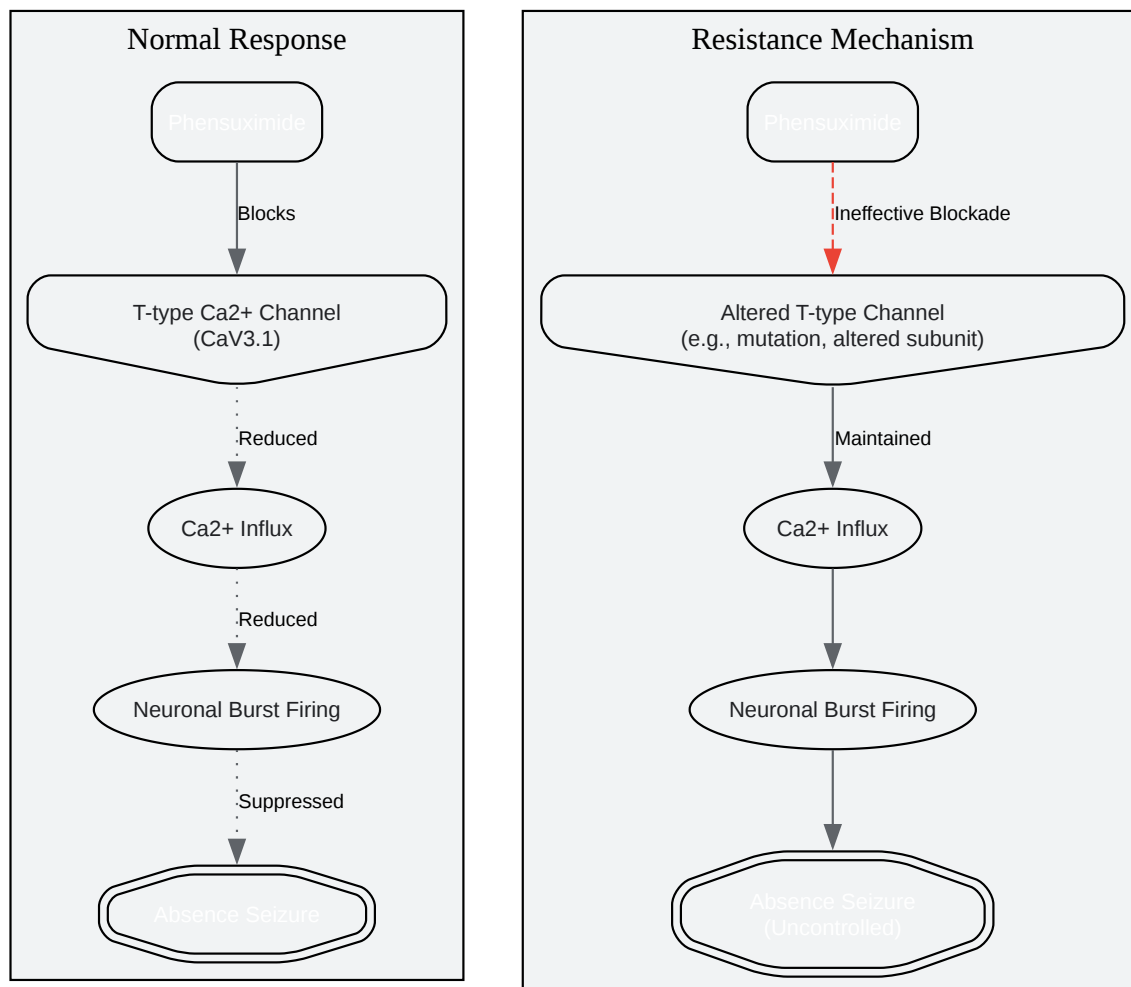 Normal Response
Phensuximide
Blocks
T-type Ca2+ Channel
(CaV3.1)
Reduced
Ca2+ Influx
Reduced
Neuronal Burst Firing
Suppressed
Absence Seizure
Resistance Mechanism
Phensuximide
Ineffective Blockade
Altered T-type Channel
(e.g., mutation, altered subunit)
Maintained
Ca2+ Influx
Neuronal Burst Firing
Absence Seizure
(Uncontrolled)